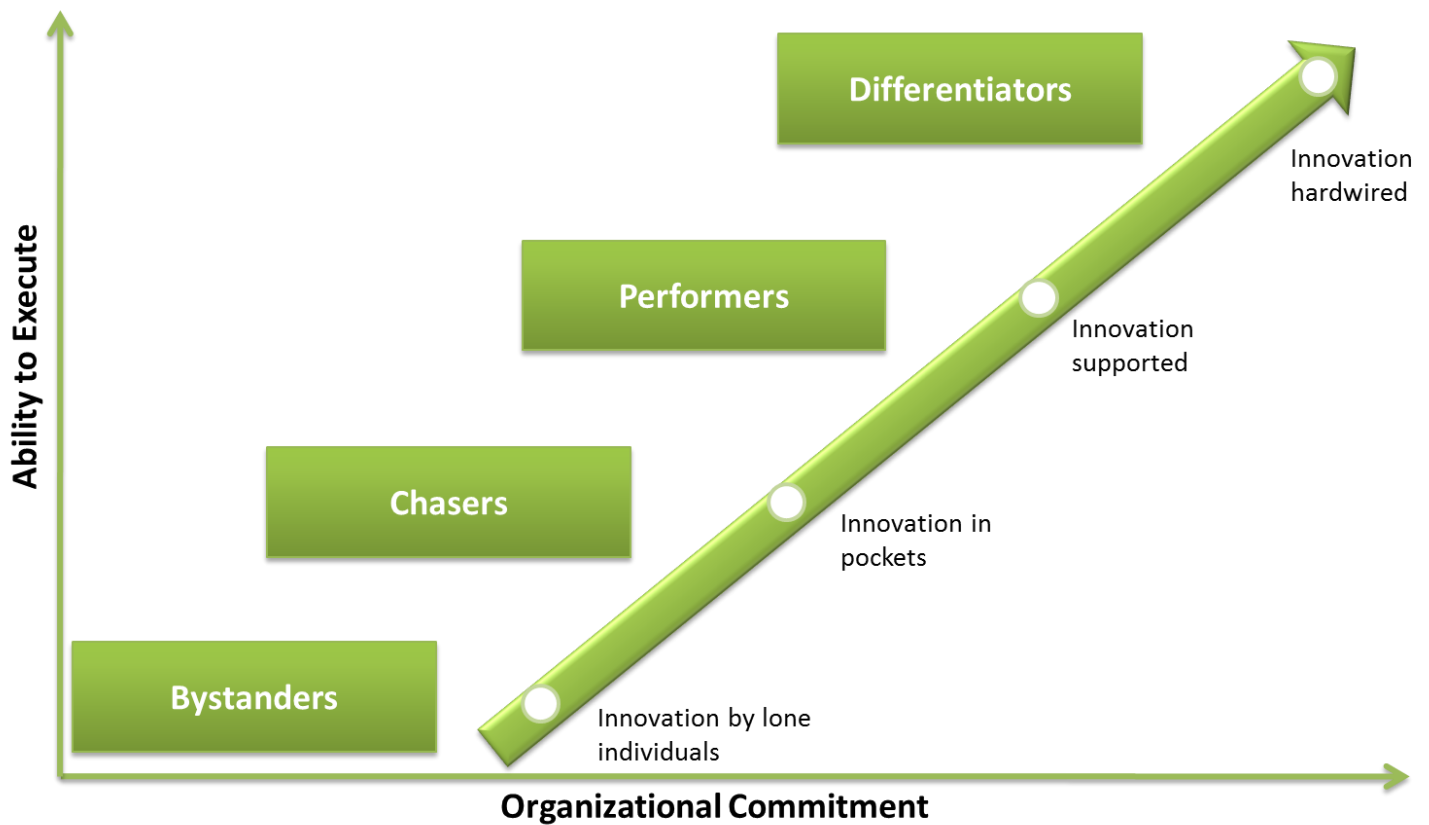 Differentiators
Innovation
hardwired
Performers
Innovation
supported
Ability to Execute
Chasers
Innovation in
pockets
Bystanders
Innovation by lone
individuals
Organizational Commitment